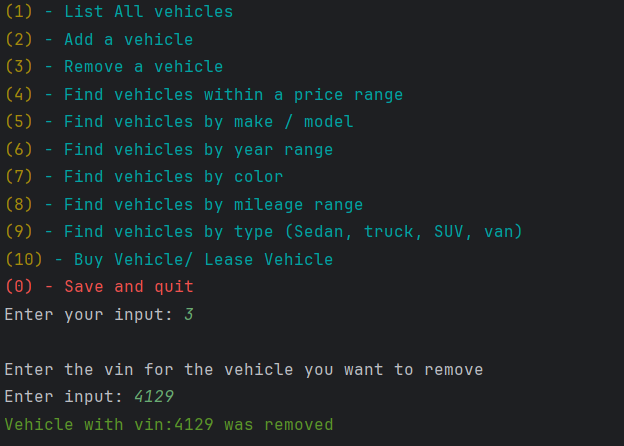 (1) - List All vehicles
(2) - Add a vehicle
(3) - Remove a vehicle
(4) - Find vehicles within a price range
(5) - Find vehicles by make / model
(6) - Find vehicles by year range
(7) - Find vehicles by color
(8) - Find vehicles by mileage range
(9) - Find vehicles by type (Sedan, truck, SUV, van)
(10) - Buy Vehicle/ Lease Vehicle
(0) - Save and quit
Enter your input: 3
Enter the vin for the vehicle you want to remove
Enter input: 4129
Vehicle with vin:4129 was removed